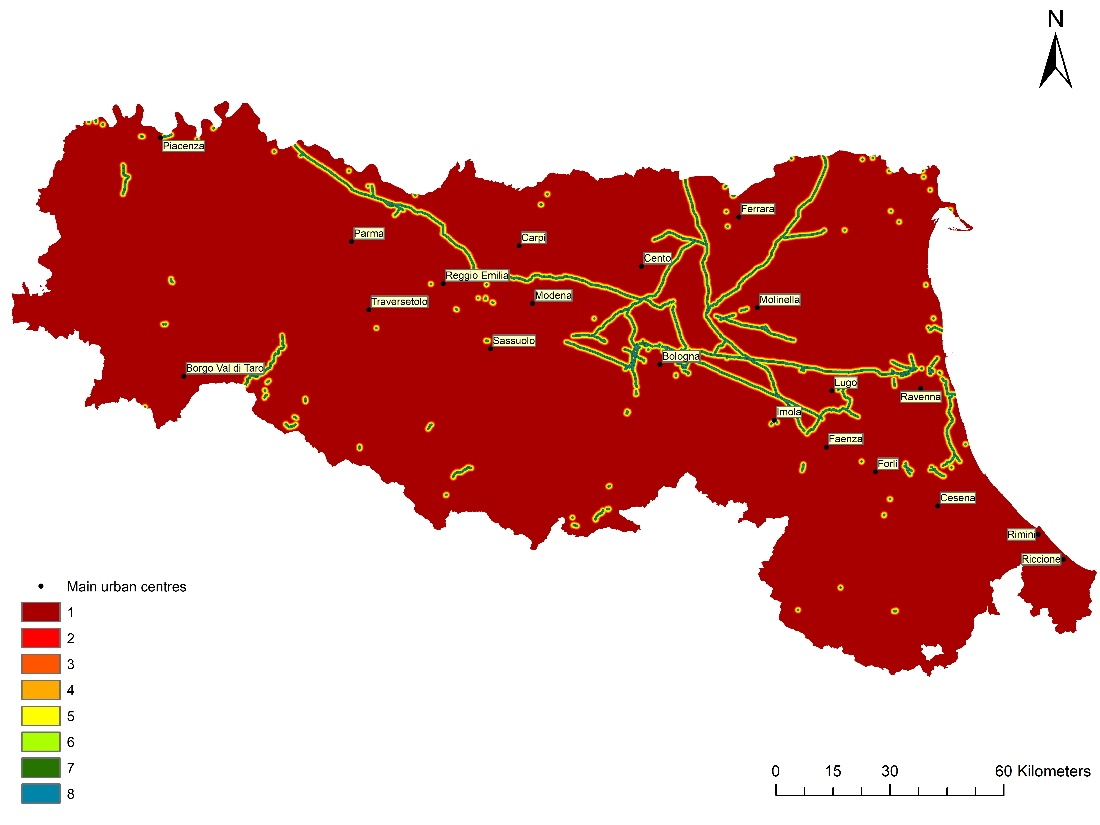 N
Piacenza
Ferrara
Parma
Carpi
Cento
Reggio Emilia
Modena
Traversetolo
Molinella
Sassuolo
Bologna
Borgo Val di Taro
Lugo
Ravenna
Imola
Faenza
Forlì
Cesena
Rimini
Riccione
Main urban centres
1
2
3
4
5
6
7
8
0 15 30 60 Kilometers